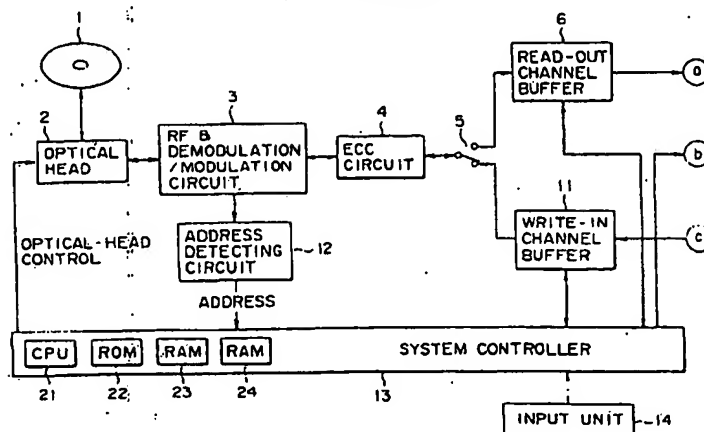 1
6
READ-OUT
CHANNEL
BUFFER
a
2
OPTICAL
HEAD
3
RF &
DEMODULATION
/MODULATION
CIRCUIT
4
ECC
CIRCUIT
5
b
11
WRITE-IN
CHANNEL
BUFFER
c
OPTICAL-HEAD
CONTROL
ADDRESS
DETECTING
CIRCUIT
12
ADDRESS
CPU ROM RAM RAM SYSTEM CONTROLLER
21 22 23 24 13
INPUT UNIT 14